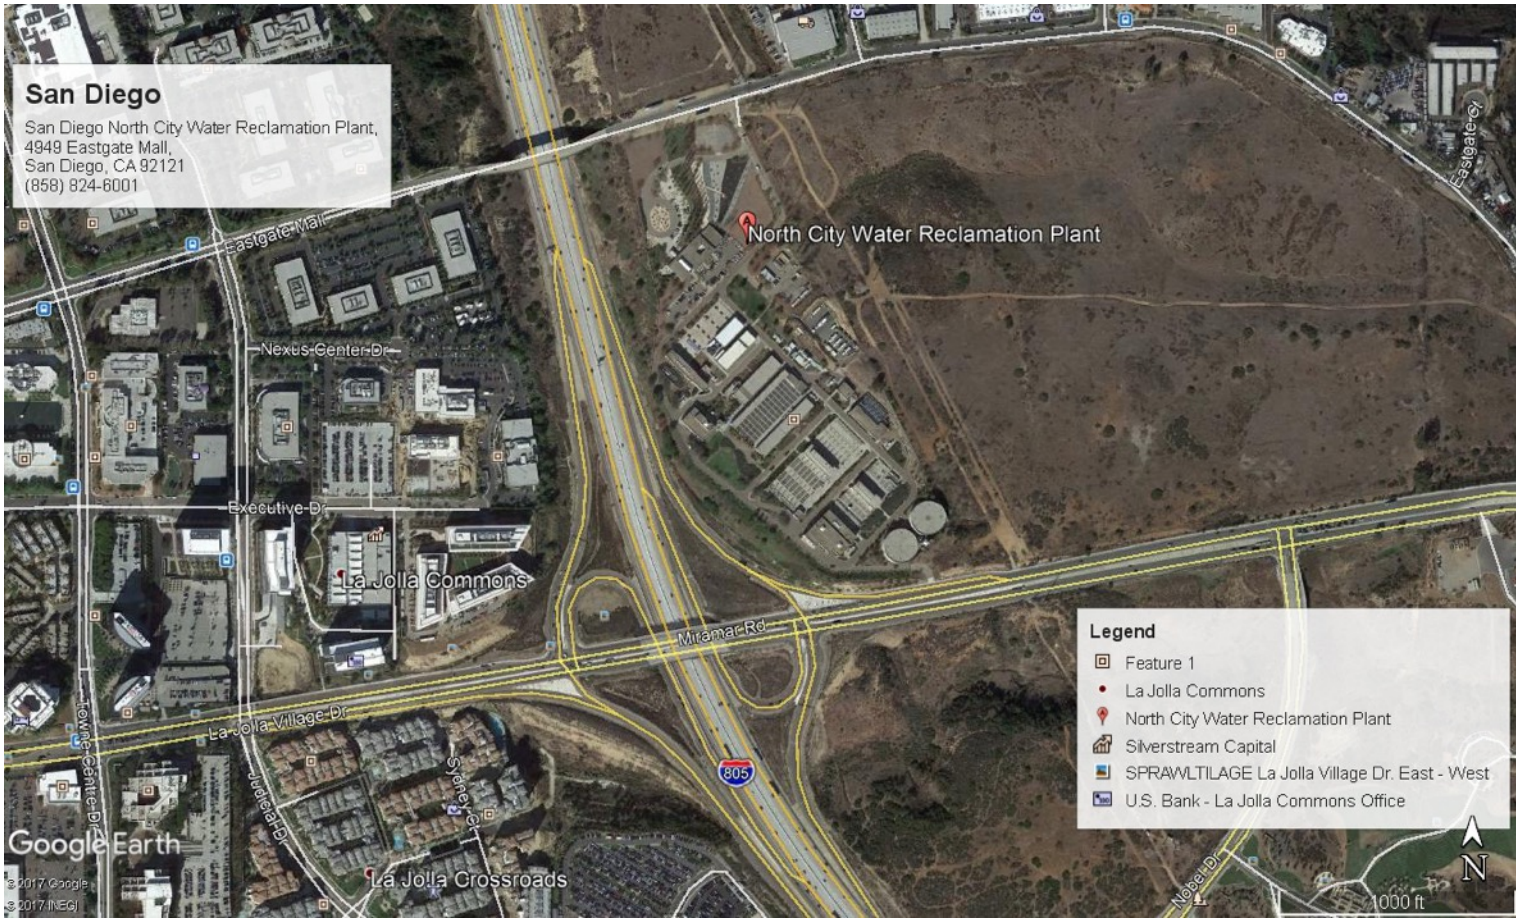 San Diego
San Diego North City Water Reclamation Plant,
4949 Eastgate Mall,
San Diego, CA 92121
(858) 824-6001
Eastgate Ct
North City Water Reclamation Plant
A
Eastgate Mall
Nexus Center Dr
Executive Dr
La Jolla Commons
Miramar Rd
La Jolla Village Dr
Towne Centre Dr
Judicial Dr
Sydney Ct
805
La Jolla Crossroads
Nobel Dr
Legend
Feature 1
La Jolla Commons
A North City Water Reclamation Plant
Silverstream Capital
SPRAWLTILAGE La Jolla Village Dr. East - West
U.S. Bank - La Jolla Commons Office
Google Earth
© 2017 Google
© 2017 INEGI
N
1000 ft